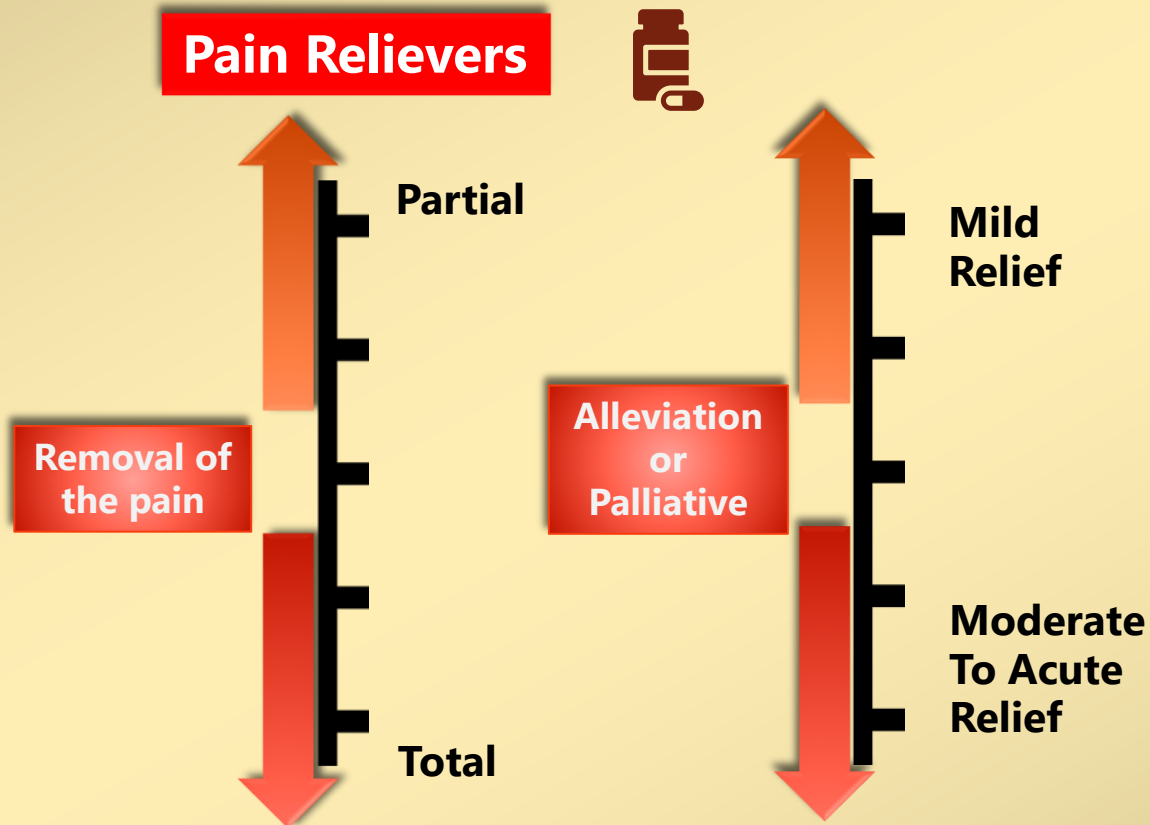 Pain Relievers
Partial
Removal of
the pain
Total
Mild
Relief
Alleviation
or
Palliative
Moderate
To Acute
Relief